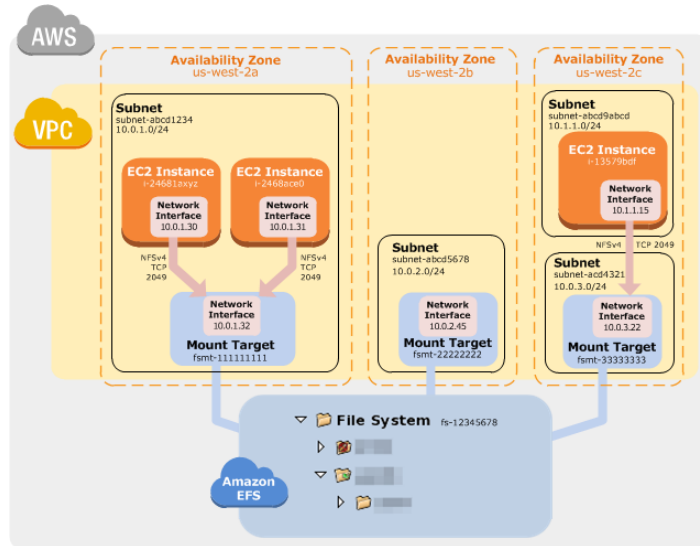 AWS
VPC
Availability Zone
us-west-2a
Subnet
subnet-abcd1234
10.0.1.0/24
EC2 Instance
i-24681axyz
Network
Interface
10.0.1.30
EC2 Instance
i-2468ace0
Network
Interface
10.0.1.31
NFSv4
TCP
2049
NFSv4
TCP
2049
Network
Interface
10.0.1.32
Mount Target
fsmt-111111111
Availability Zone
us-west-2b
Subnet
subnet-abcd5678
10.0.2.0/24
Network
Interface
10.0.2.45
Mount Target
fsmt-22222222
Availability Zone
us-west-2c
Subnet
subnet-abcd9abcd
10.1.1.0/24
EC2 Instance
i-13579bdf
Network
Interface
10.1.1.15
NFSv4 TCP 2049
Subnet
subnet-acd4321
10.0.3.0/24
Network
Interface
10.0.3.22
Mount Target
fsmt-33333333
File System fs-12345678
Amazon
EFS